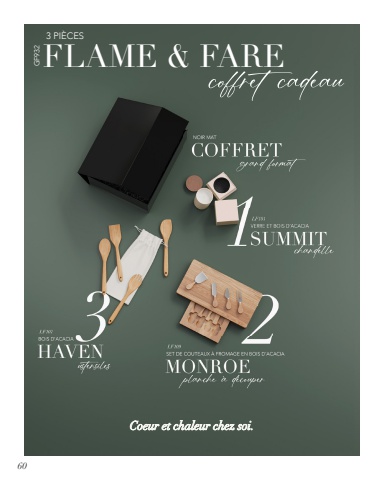 3 PIÈCES
GP932
FLAME & FARE
coffret cadeau
NOIR MAT
COFFRET
grand format
1
VERRE ET BOIS D'ACACIA
SUMMIT
chandelle
3
BOIS D'ACACIA
HAVEN
ustensiles
2
SET DE COUTEAUX A FROMAGE EN BOIS D'ACACIA
MONROE
planche à découper
Coeur et chaleur chez soi.
60